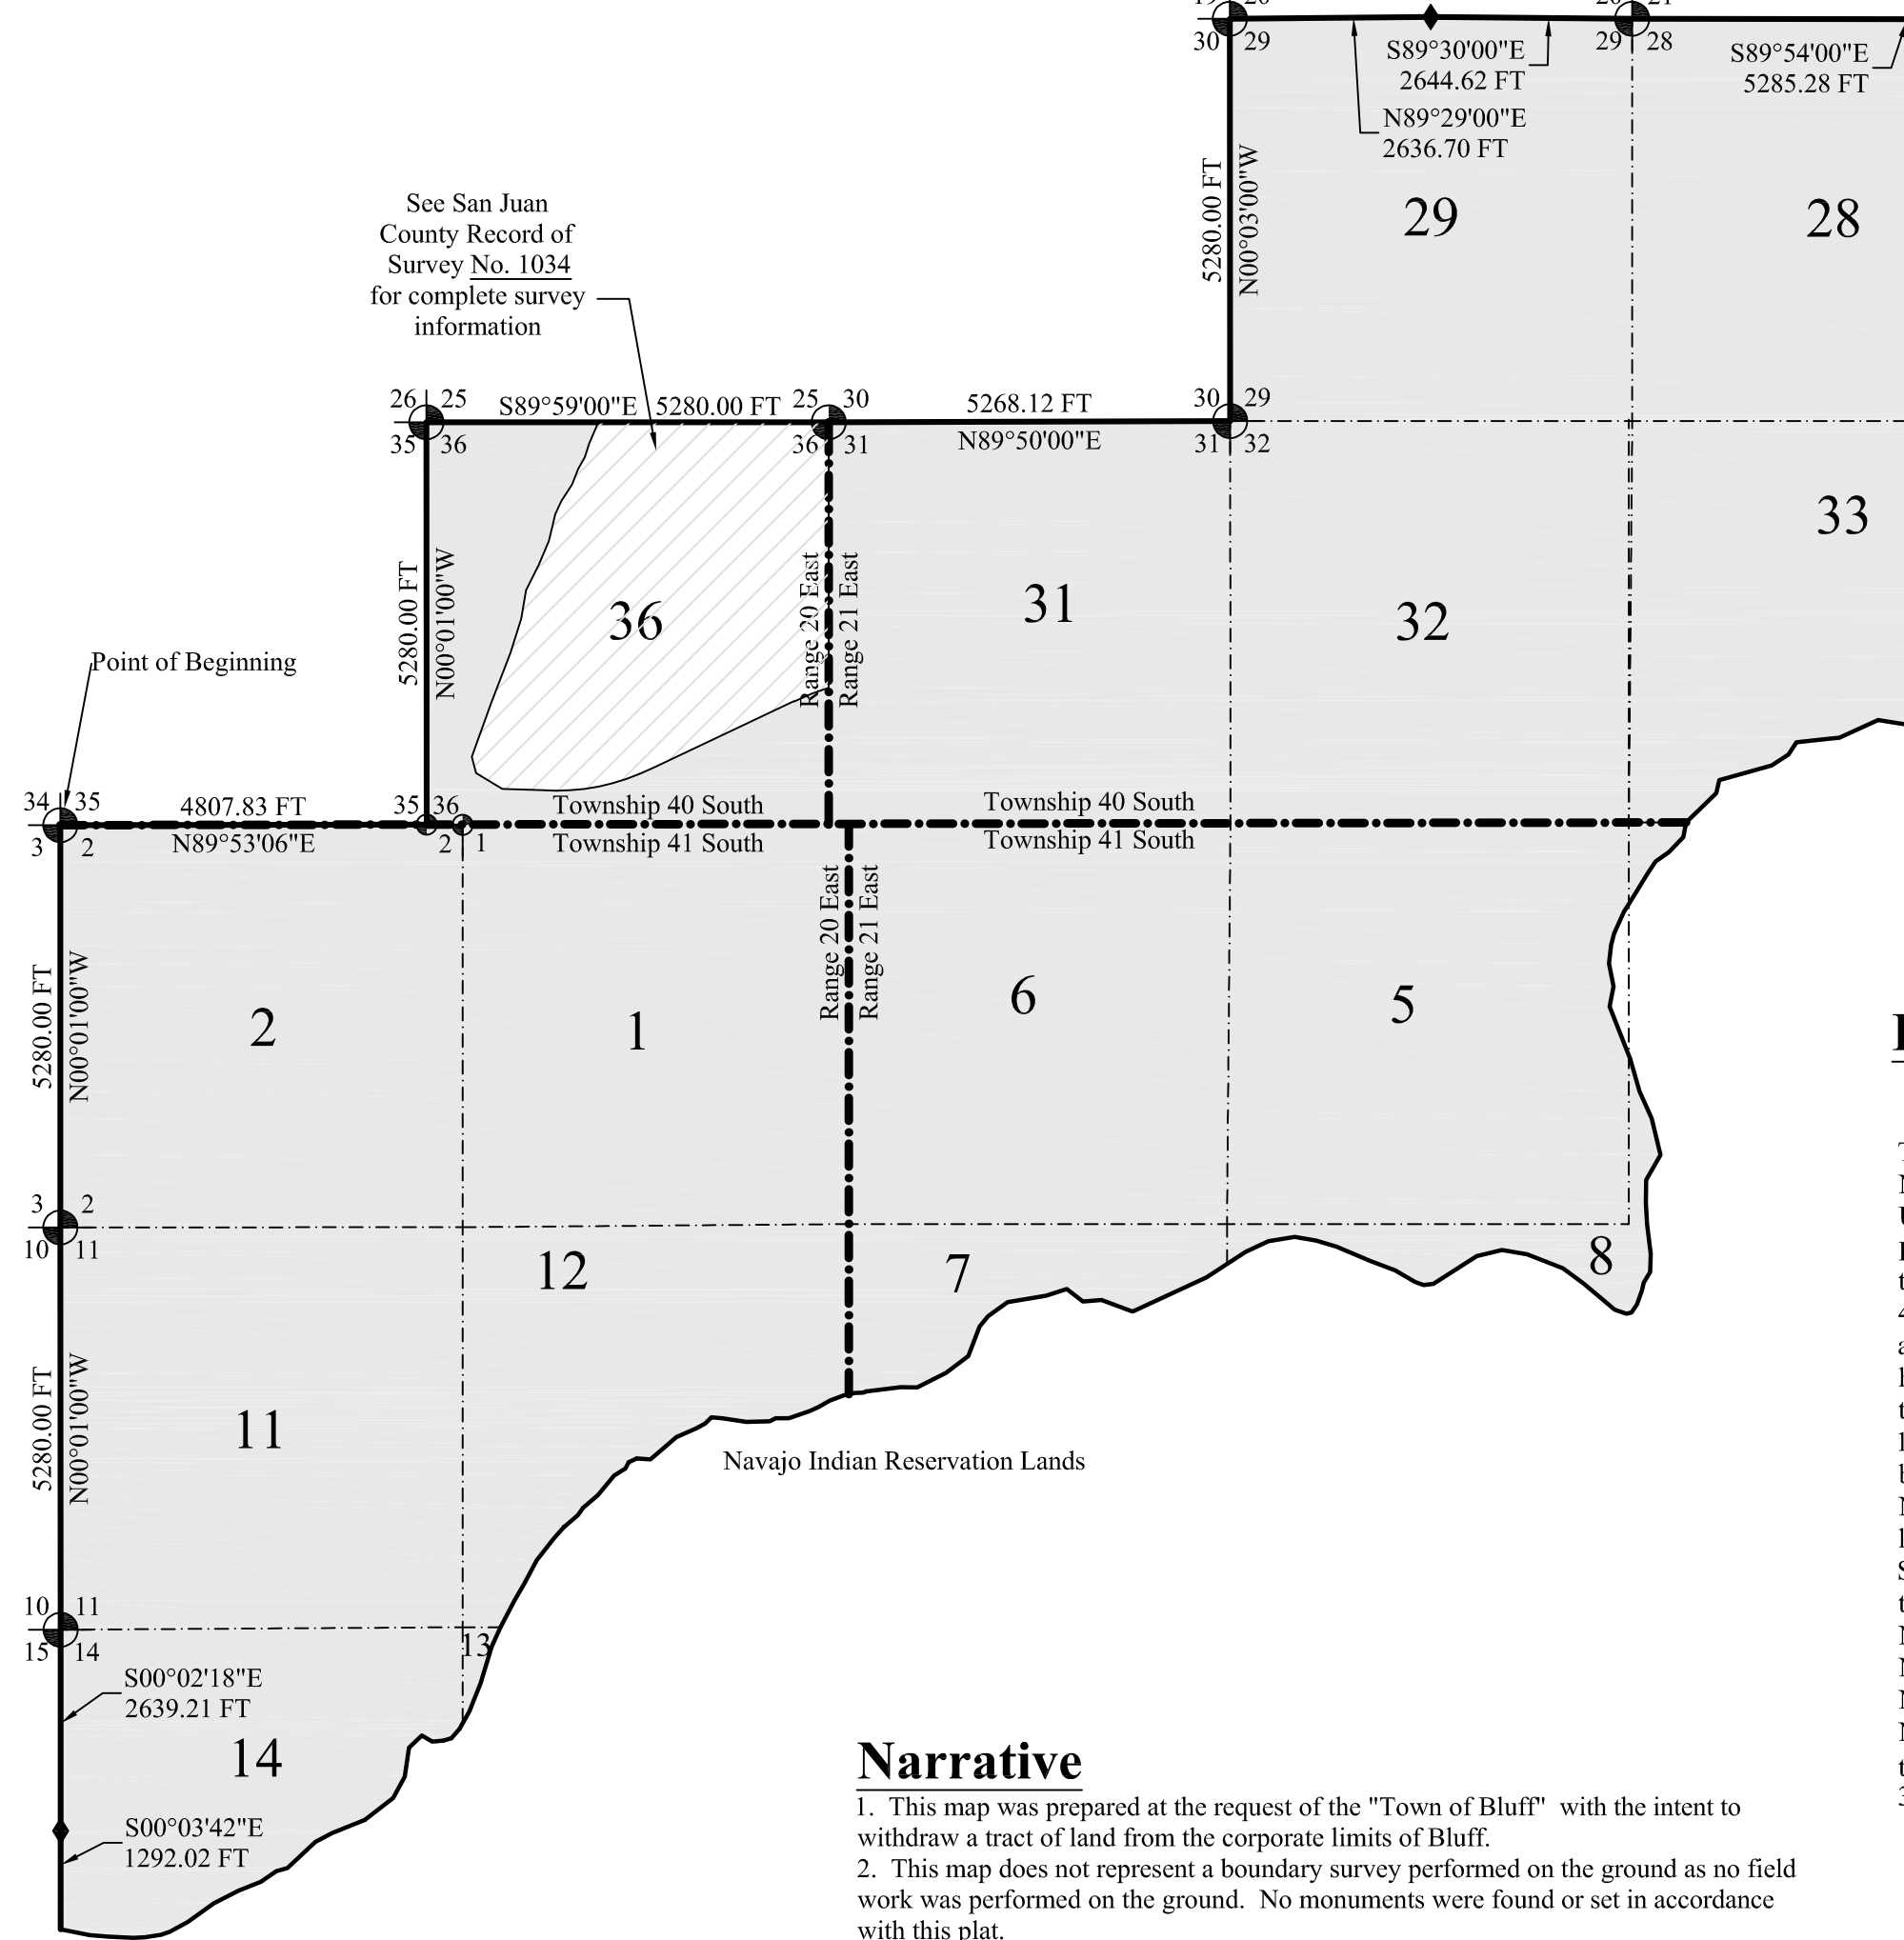 30
29
29
28
S89°30'00"E
2644.62 FT
N89°29'00"E
2636.70 FT
S89°54'00"E
5285.28 FT
5280.00 FT
N00°03'00"W
29
28
See San Juan
County Record of
Survey No. 1034
for complete survey
information
26
25
35
36
S89°59'00"E
5280.00 FT
25
30
36
31
5268.12 FT
N89°50'00"E
30
29
31
32
5280.00 FT
N00°01'00"W
36
Range 20 East
Range 21 East
31
32
33
Point of Beginning
34
35
3
2
4807.83 FT
N89°53'06"E
35
36
2
1
Township 40 South
Township 41 South
Township 40 South
Township 41 South
Range 20 East
Range 21 East
5280.00 FT
N00°01'00"W
2
1
6
5
3
2
10
11
12
7
8
5280.00 FT
N00°01'00"W
11
Navajo Indian Reservation Lands
10
11
15
14
13
S00°02'18"E
2639.21 FT
14
S00°03'42"E
1292.02 FT
Narrative
1. This map was prepared at the request of the "Town of Bluff" with the intent to
withdraw a tract of land from the corporate limits of Bluff.
2. This map does not represent a boundary survey performed on the ground as no field
work was performed on the ground. No monuments were found or set in accordance
with this plat.